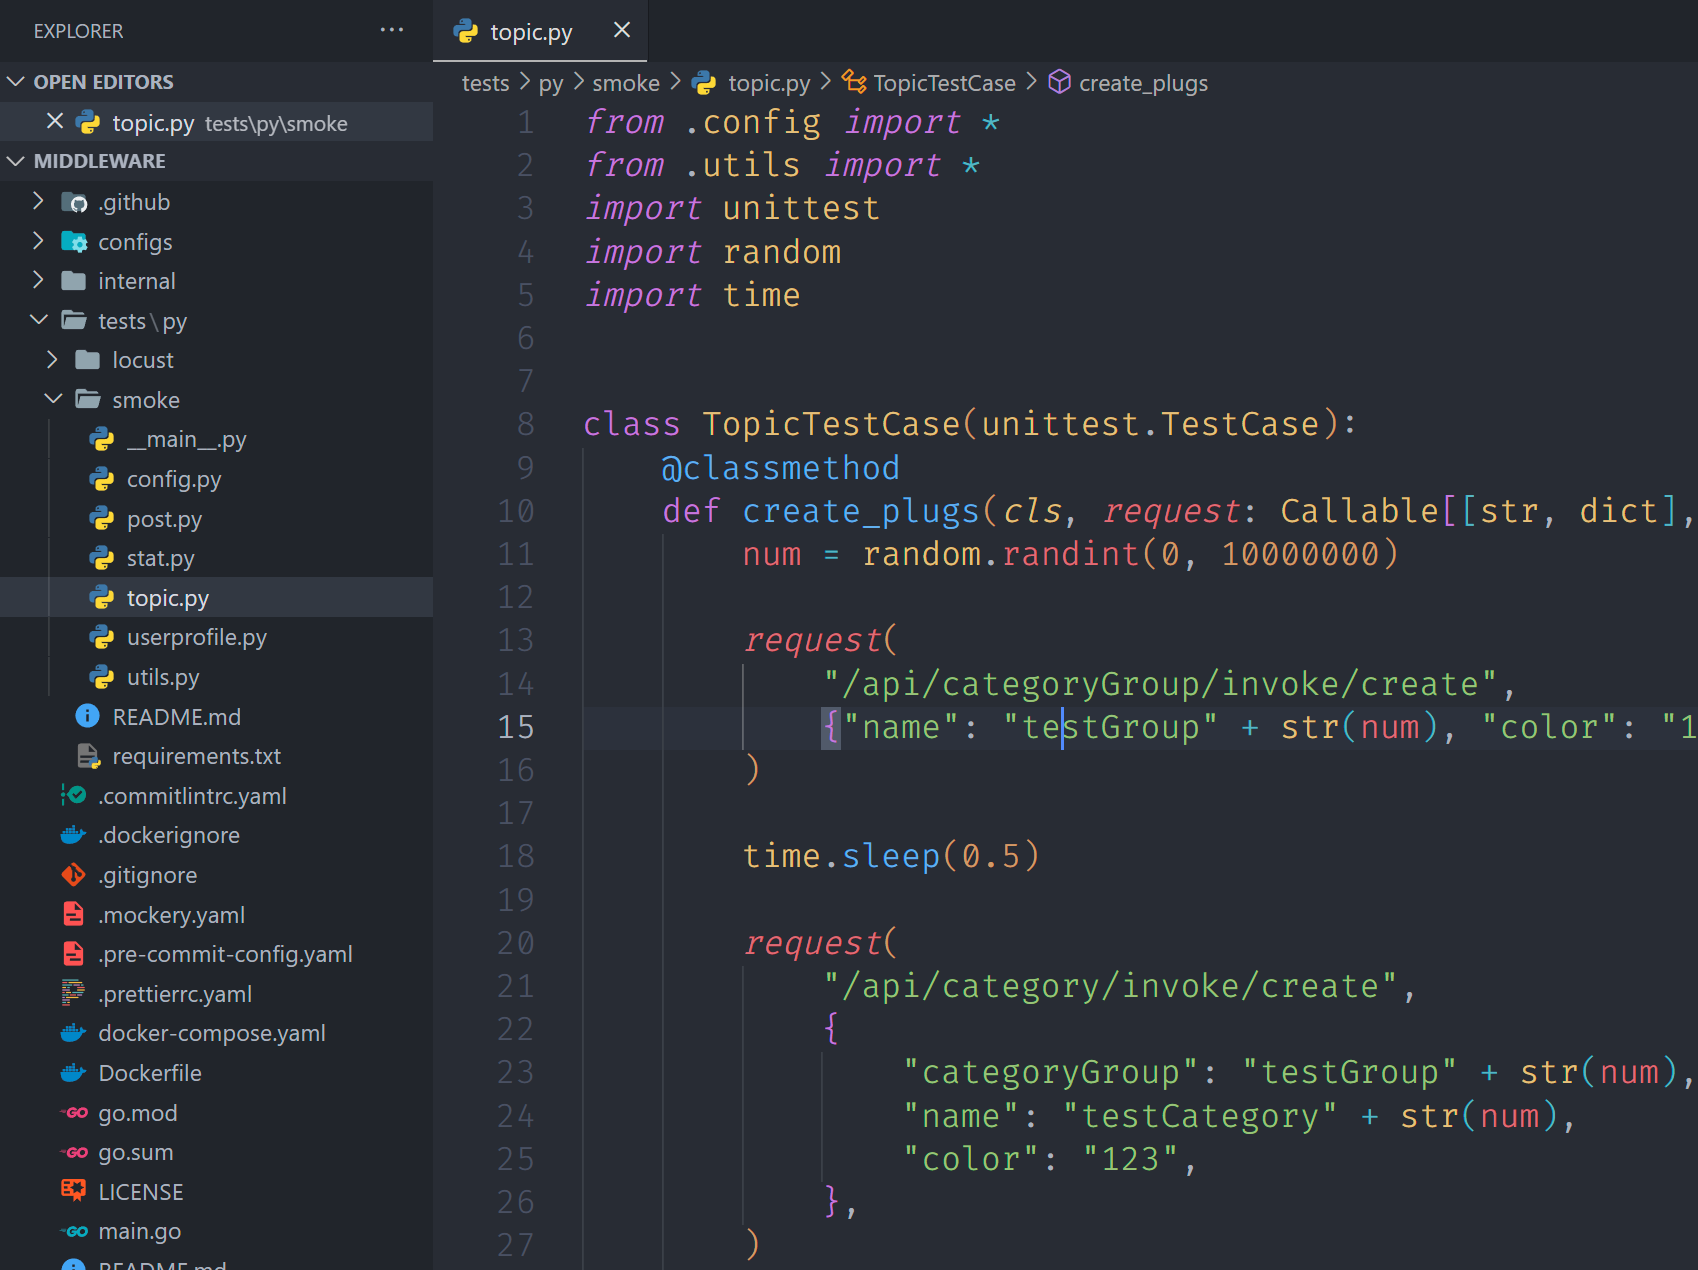 EXPLORER
OPEN EDITORS
topic.py tests\py\smoke
MIDDLEWARE
.github
configs
internal
tests\py
locust
smoke
__main__.py
config.py
post.py
stat.py
topic.py
userprofile.py
utils.py
README.md
requirements.txt
.commitlintrc.yaml
.dockerignore
.gitignore
.mockery.yaml
.pre-commit-config.yaml
.prettierrc.yaml
docker-compose.yaml
Dockerfile
go.mod
go.sum
LICENSE
main.go
README.md
topic.py
tests > py > smoke > topic.py > TopicTestCase > create_plugs
1 from .config import *
2 from .utils import *
3 import unittest
4 import random
5 import time
6
7
8 class TopicTestCase(unittest.TestCase):
9     @classmethod
10     def create_plugs(cls, request: Callable[[str, dict],
11         num = random.randint(0, 10000000)
12
13         request(
14             "/api/categoryGroup/invoke/create",
15             {"name": "testGroup" + str(num), "color": "1
16         )
17
18         time.sleep(0.5)
19
20         request(
21             "/api/category/invoke/create",
22             {
23                 "categoryGroup": "testGroup" + str(num),
24                 "name": "testCategory" + str(num),
25                 "color": "123",
26             },
27         )